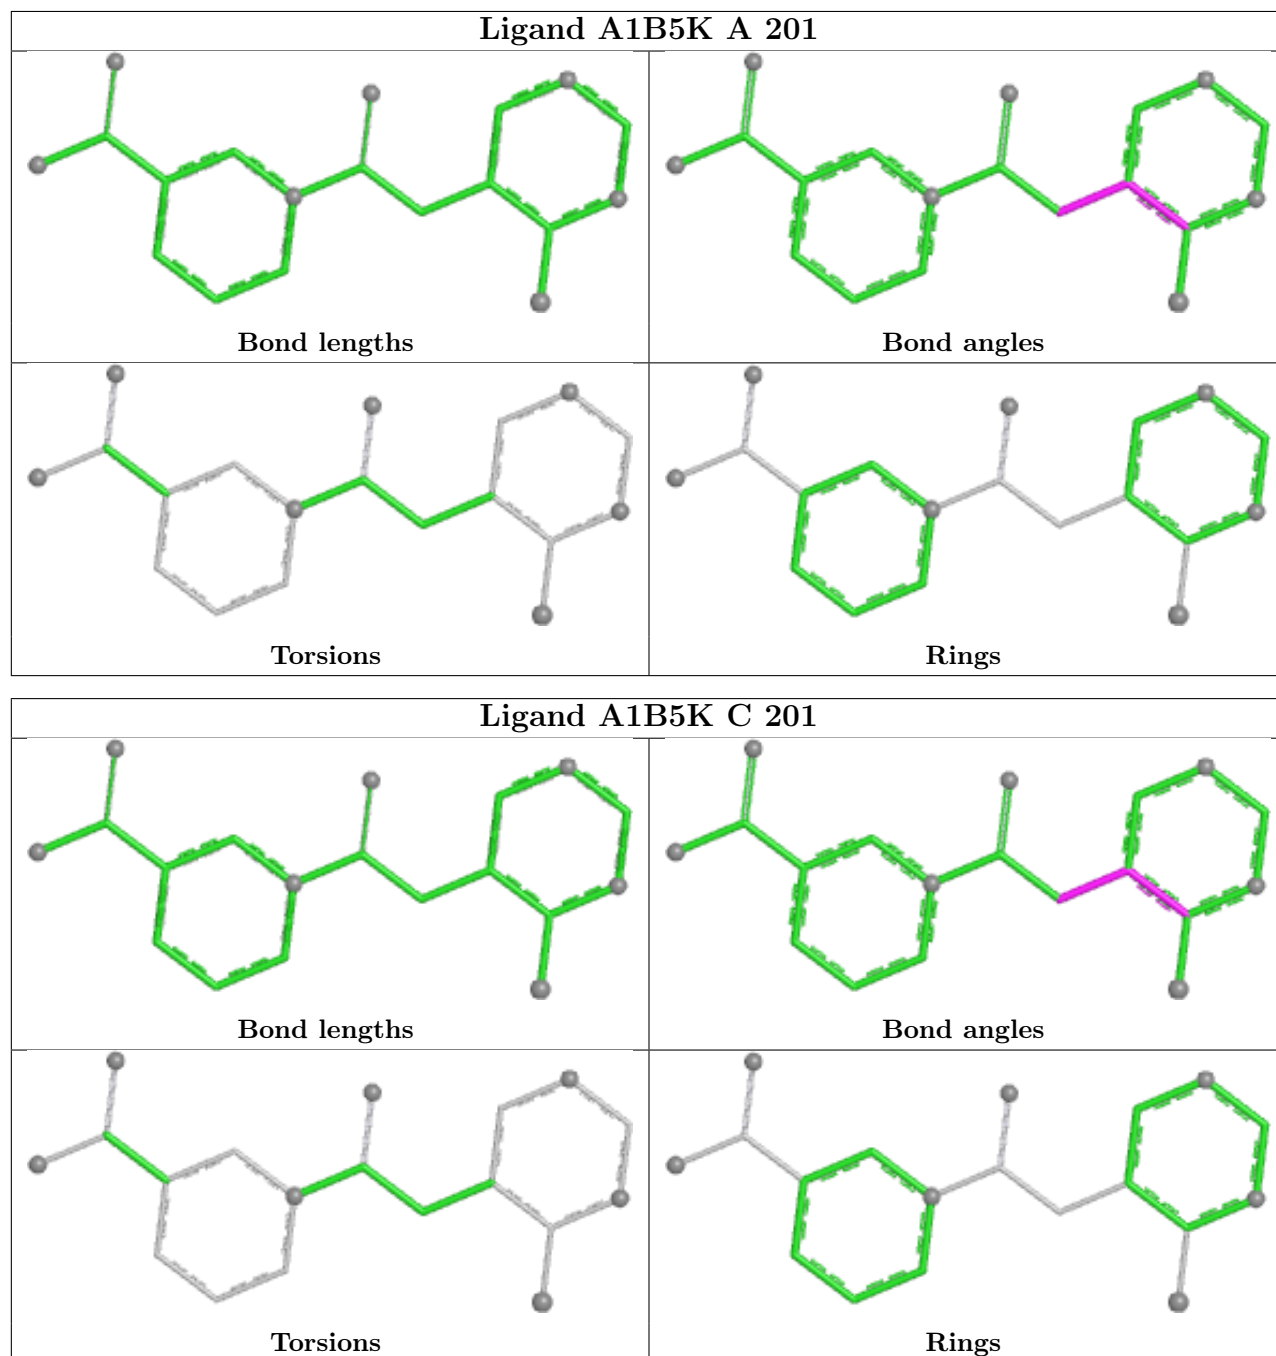 Ligand A1B5K A 201
Bond lengths
Bond angles
Torsions
Rings
Ligand A1B5K C 201
Bond lengths
Bond angles
Torsions
Rings